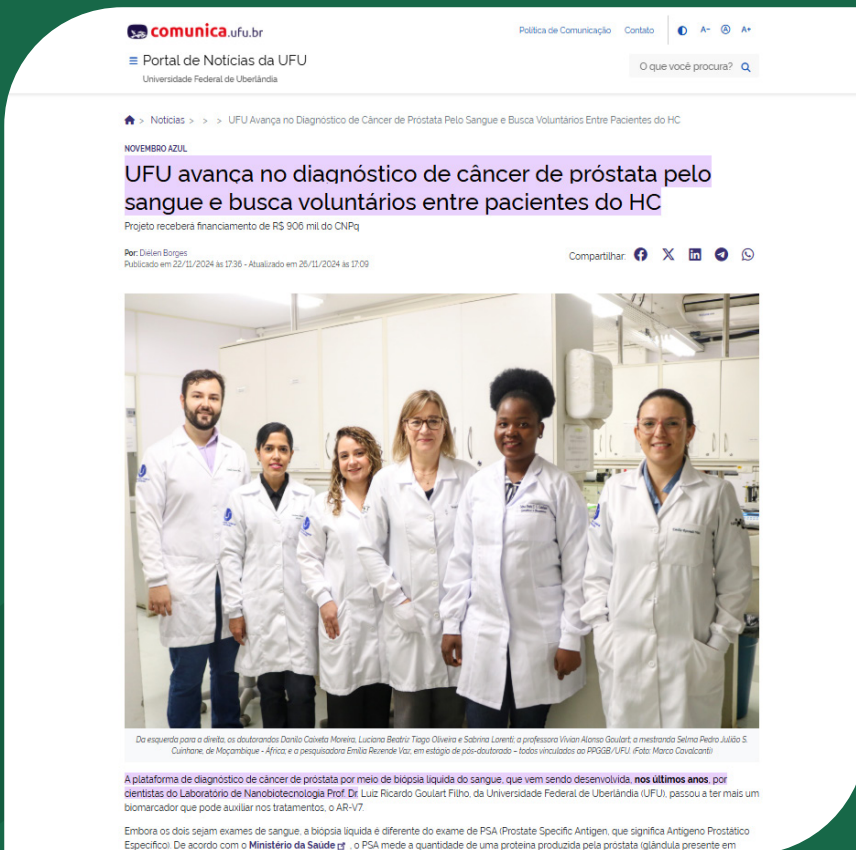 comunica.ufu.br
Política de Comunicação Contato A- A A+
Portal de Notícias da UFU
Universidade Federal de Uberlândia
O que você procura?
> Notícias > > > UFU Avança no Diagnóstico de Câncer de Próstata Pelo Sangue e Busca Voluntários Entre Pacientes do HC
NOVEMBRO AZUL
UFU avança no diagnóstico de câncer de próstata pelo
sangue e busca voluntários entre pacientes do HC
Projeto receberá financiamento de R$ 906 mil do CNPq
Por: Diélen Borges
Publicado em 22/11/2024 às 17:36 - Atualizado em 26/11/2024 às 17:09
Compartilhar:
Da esquerda para a direita, os doutorandos Danilo Caixeta Moreira, Luciana Beatriz Tiago Oliveira e Sabrina Lorenti; a professora Vivian Alonso Goulart; a mestranda Selma Pedro Julião S.
Cuinhane, de Moçambique - África; e a pesquisadora Emília Rezende Vaz, em estágio de pós-doutorado – todos vinculados ao PPGGB/UFU. (Foto: Marco Cavalcanti)
A plataforma de diagnóstico de câncer de próstata por meio de biópsia líquida do sangue, que vem sendo desenvolvida, nos últimos anos, por
cientistas do Laboratório de Nanobiotecnologia Prof. Dr. Luiz Ricardo Goulart Filho, da Universidade Federal de Uberlândia (UFU), passou a ter mais um
biomarcador que pode auxiliar nos tratamentos, o AR-V7.
Embora os dois sejam exames de sangue, a biópsia líquida é diferente do exame de PSA (Prostate Specific Antigen, que significa Antígeno Prostático
Específico). De acordo com o Ministério da Saúde , o PSA mede a quantidade de uma proteína produzida pela próstata (glândula presente em